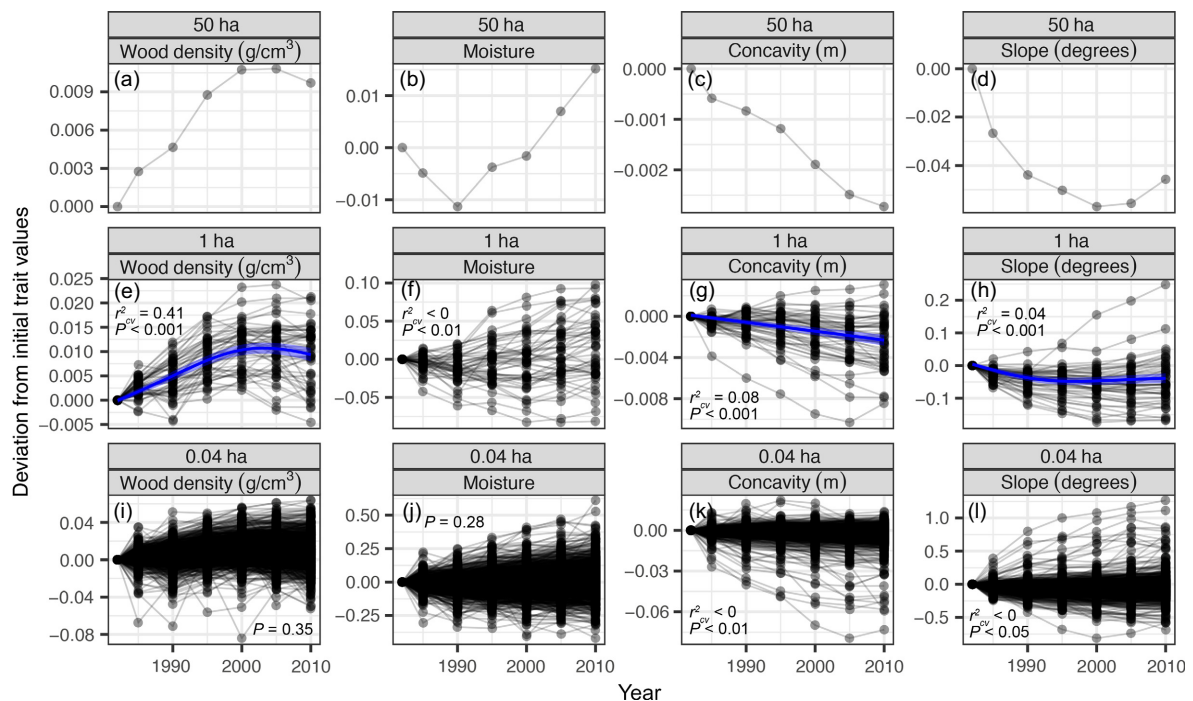 50 ha
50 ha
50 ha
50 ha
Wood density (g/cm³)
Moisture
Concavity (m)
Slope (degrees)
(a)
(b)
(c)
(d)
0.009
0.006
0.003
0.000
0.01
0.00
−0.01
0.000
−0.001
−0.002
0.00
−0.02
−0.04
Deviation from initial trait values
1 ha
1 ha
1 ha
1 ha
Wood density (g/cm³)
Moisture
Concavity (m)
Slope (degrees)
(e)
r²cv = 0.41
P < 0.001
0.025
0.020
0.015
0.010
0.005
0.000
−0.005
(f)
r²cv < 0
P < 0.01
0.10
0.05
0.00
−0.05
(g)
r²cv = 0.08
P < 0.001
0.000
−0.004
−0.008
(h)
r²cv = 0.04
P < 0.001
0.2
0.1
0.0
−0.1
0.04 ha
0.04 ha
0.04 ha
0.04 ha
Wood density (g/cm³)
Moisture
Concavity (m)
Slope (degrees)
(i)
P = 0.35
0.04
0.00
−0.04
−0.08
(j)
P = 0.28
0.50
0.25
0.00
−0.25
(k)
r²cv < 0
P < 0.01
0.00
−0.03
−0.06
(l)
r²cv < 0
P < 0.05
1.0
0.5
0.0
−0.5
1990 2000 2010
1990 2000 2010
1990 2000 2010
1990 2000 2010
Year